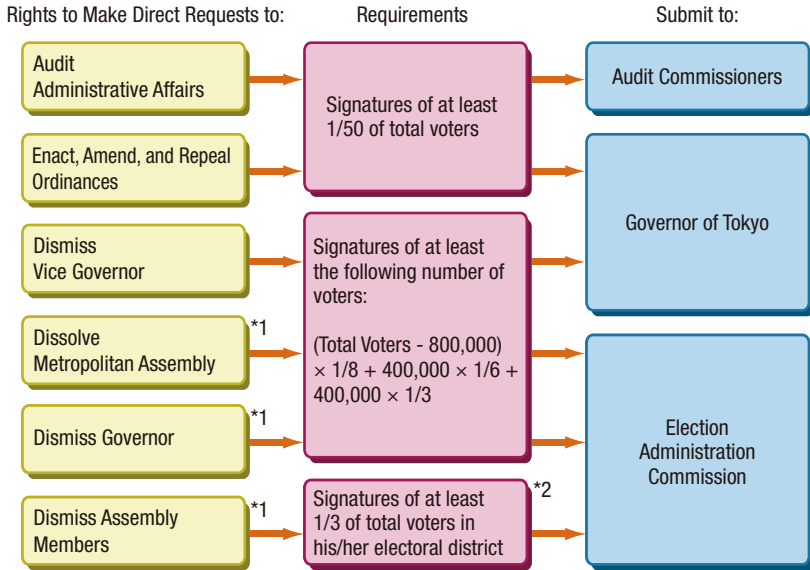 Rights to Make Direct Requests to:
Requirements
Submit to:
Audit
Administrative Affairs
Signatures of at least
1/50 of total voters
Audit Commissioners
Enact, Amend, and Repeal
Ordinances
Governor of Tokyo
Dismiss
Vice Governor
Signatures of at least
the following number of
voters:
(Total Voters - 800,000)
× 1/8 + 400,000 × 1/6 +
400,000 × 1/3
Dissolve
Metropolitan Assembly
*1
Dismiss Governor
*1
Election
Administration
Commission
Dismiss Assembly
Members
*1
Signatures of at least
1/3 of total voters in
his/her electoral district
*2